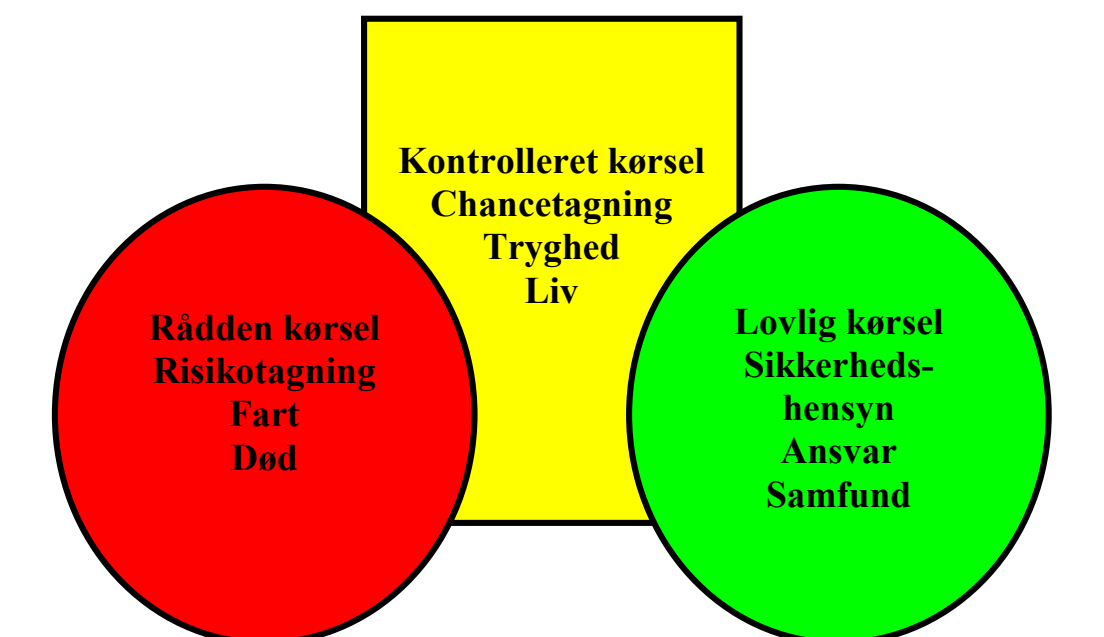 Kontrolleret kørsel
Chancetagning
Tryghed
Liv
Rådden kørsel
Risikotagning
Fart
Død
Lovlig kørsel
Sikkerheds-
hensyn
Ansvar
Samfund